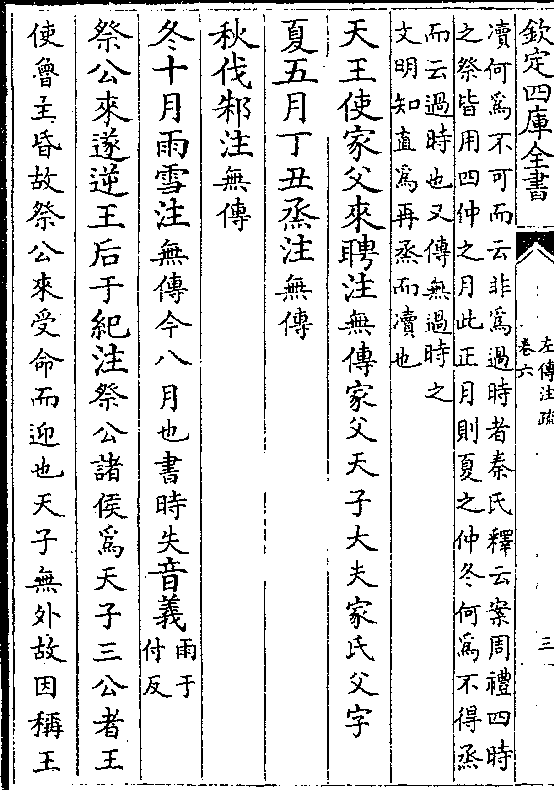 欽定四庫全書
左傳注疏
卷六
三
瀆何為不可而云非為過時者秦氏釋云案周禮四時
之祭皆用四仲之月此正月則夏之仲冬何為不得烝
而云過時也又傳無過時之
文明知直為再烝而瀆也
天王使家父來聘注無傳家父天子大夫家氏父字
夏五月丁丑烝注無傳
秋伐邾注無傳
冬十月雨雪注無傳今八月也書時失音義雨于
付反
祭公來遂逆王后于紀注祭公諸侯為天子三公者王
使魯主昏故祭公來受命而迎也天子無外故因稱王